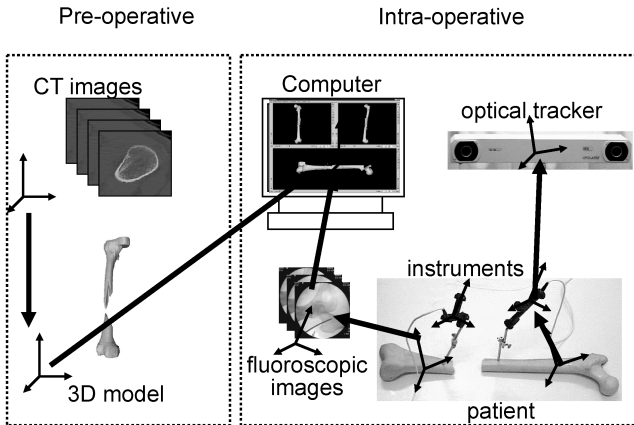 Pre-operative
Intra-operative
CT images
3D model
Computer
optical tracker
instruments
fluoroscopic
images
patient